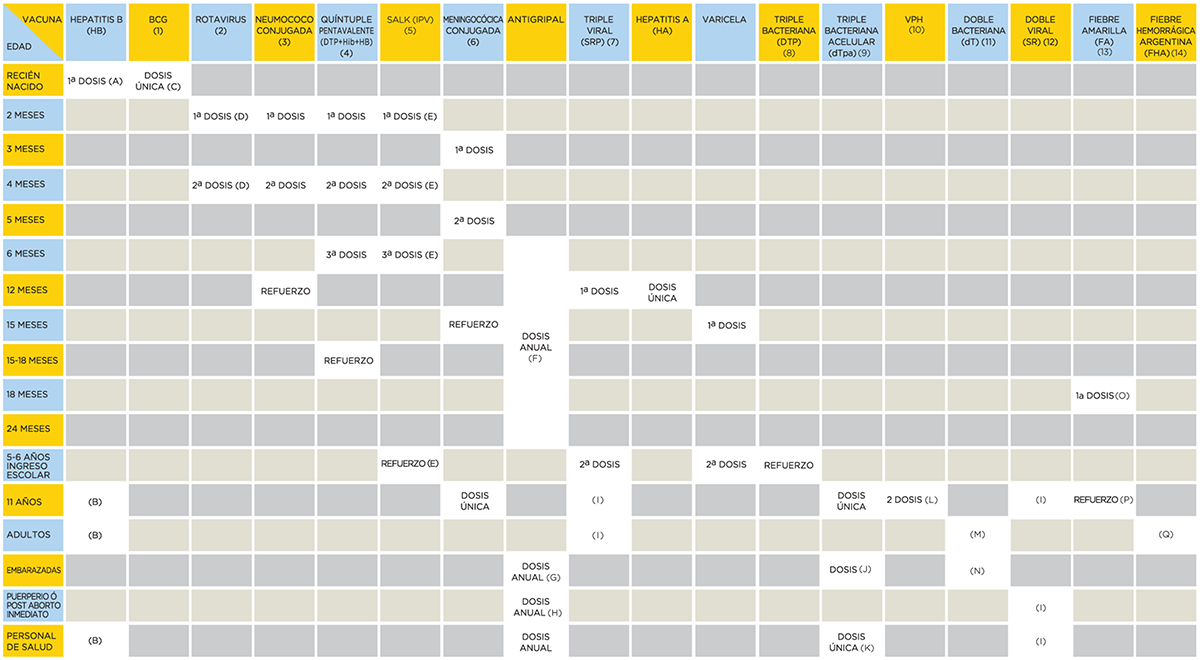 VACUNA
EDAD
HEPATITIS B
(HB)
BCG
(1)
ROTAVIRUS
(2)
NEUMOCOCO
CONJUGADA
(3)
QUÍNTUPLE
PENTAVALENTE
(DTP+Hib+HB)
(4)
SALK (IPV)
(5)
MENINGOCÓCICA
CONJUGADA
(6)
ANTIGRIPAL
TRIPLE
VIRAL
(SRP) (7)
HEPATITIS A
(HA)
VARICELA
TRIPLE
BACTERIANA
(DTP)
(8)
TRIPLE
BACTERIANA
ACELULAR
(dTpa) (9)
VPH
(10)
DOBLE
BACTERIANA
(dT) (11)
DOBLE
VIRAL
(SR) (12)
FIEBRE
AMARILLA
(FA)
(13)
FIEBRE
HEMORRÁGICA
ARGENTINA
(FHA) (14)
RECIÉN
NACIDO
1ª DOSIS (A)
DOSIS
ÚNICA (C)
2 MESES
1ª DOSIS (D)
1ª DOSIS
1ª DOSIS
1ª DOSIS (E)
3 MESES
1ª DOSIS
4 MESES
2ª DOSIS (D)
2ª DOSIS
2ª DOSIS
2ª DOSIS (E)
5 MESES
2ª DOSIS
6 MESES
3ª DOSIS
3ª DOSIS (E)
12 MESES
REFUERZO
1ª DOSIS
DOSIS
ÚNICA
15 MESES
REFUERZO
DOSIS
ANUAL
(F)
1ª DOSIS
15-18 MESES
REFUERZO
18 MESES
1a DOSIS(O)
24 MESES
5-6 AÑOS
INGRESO
ESCOLAR
REFUERZO (E)
2ª DOSIS
2ª DOSIS
REFUERZO
11 AÑOS
(B)
DOSIS
ÚNICA
(I)
DOSIS
ÚNICA
2 DOSIS (L)
(I)
REFUERZO (P)
ADULTOS
(B)
(I)
(M)
(Q)
EMBARAZADAS
DOSIS
ANUAL (G)
DOSIS (J)
(N)
PUERPERIO Ó
POST ABORTO
INMEDIATO
DOSIS
ANUAL (H)
(I)
PERSONAL
DE SALUD
(B)
DOSIS
ANUAL
DOSIS
ÚNICA (K)
(I)